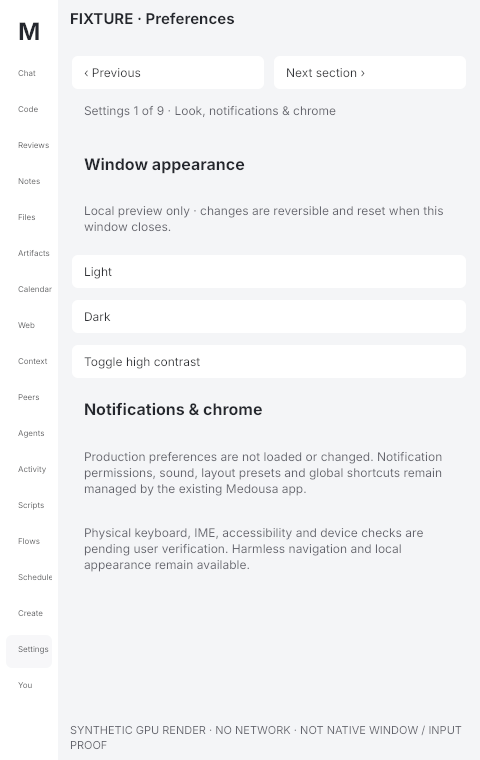 M
Chat
Code
Reviews
Notes
Files
Artifacts
Calendar
Web
Context
Peers
Agents
Activity
Scripts
Flows
Schedule
Create
Settings
You
FIXTURE · Preferences
‹ Previous
Next section ›
Settings 1 of 9 · Look, notifications & chrome
Window appearance
Local preview only · changes are reversible and reset when this
window closes.
Light
Dark
Toggle high contrast
Notifications & chrome
Production preferences are not loaded or changed. Notification
permissions, sound, layout presets and global shortcuts remain
managed by the existing Medousa app.
Physical keyboard, IME, accessibility and device checks are
pending user verification. Harmless navigation and local
appearance remain available.
SYNTHETIC GPU RENDER · NO NETWORK · NOT NATIVE WINDOW / INPUT
PROOF